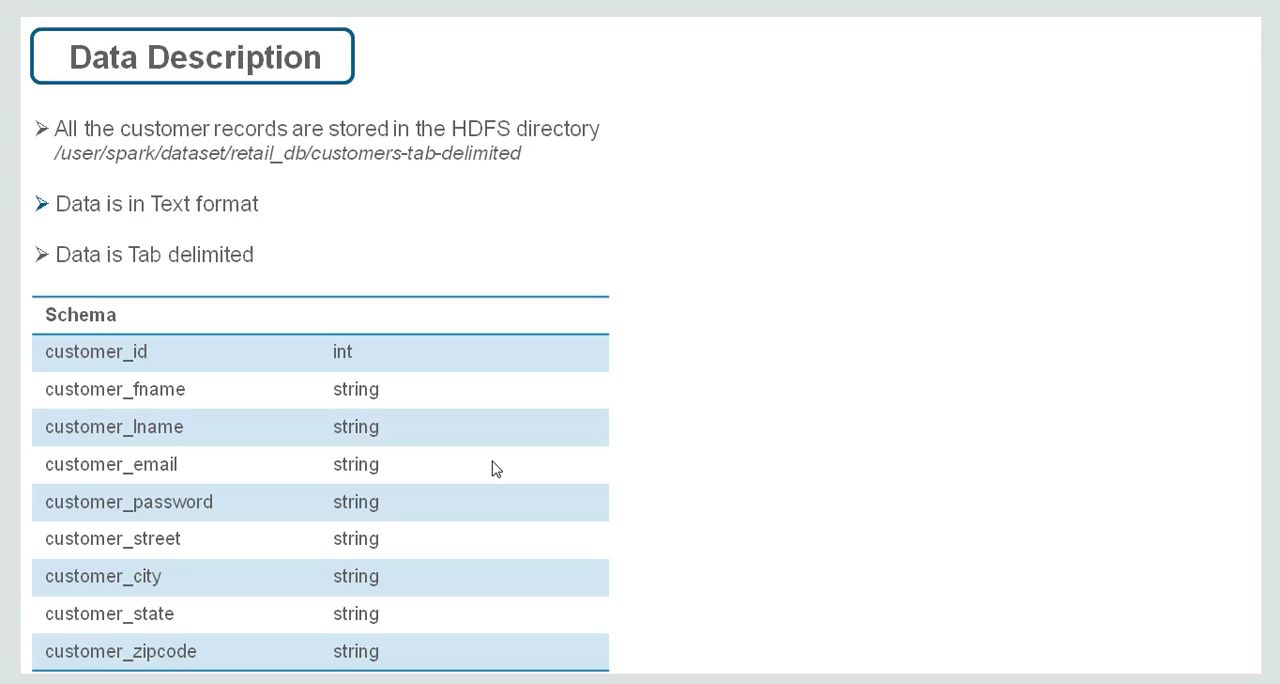 Data Description
➢ All the customer records are stored in the HDFS directory
/user/spark/dataset/retail_db/customers-tab-delimited
➢ Data is in Text format
➢ Data is Tab delimited
Schema
customer_id int
customer_fname string
customer_lname string
customer_email string
customer_password string
customer_street string
customer_city string
customer_state string
customer_zipcode string